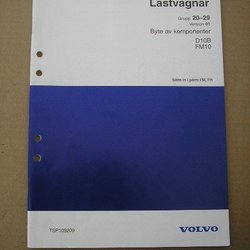 Lastvagnar
Grupp 20–29
Version 01
Byte av komponenter
D10B
FM10
Sätts in i pärm FM, FH
TSP109209
VOLVO